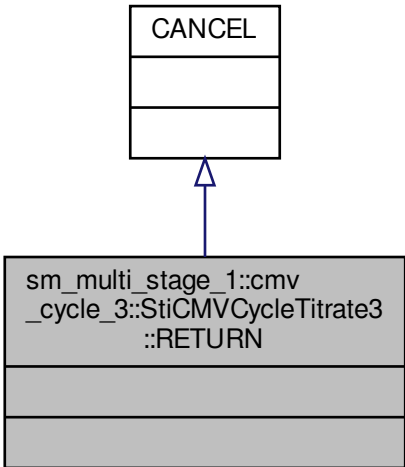 CANCEL
sm_multi_stage_1::cmv
_cycle_3::StiCMVCycleTitrate3
::RETURN